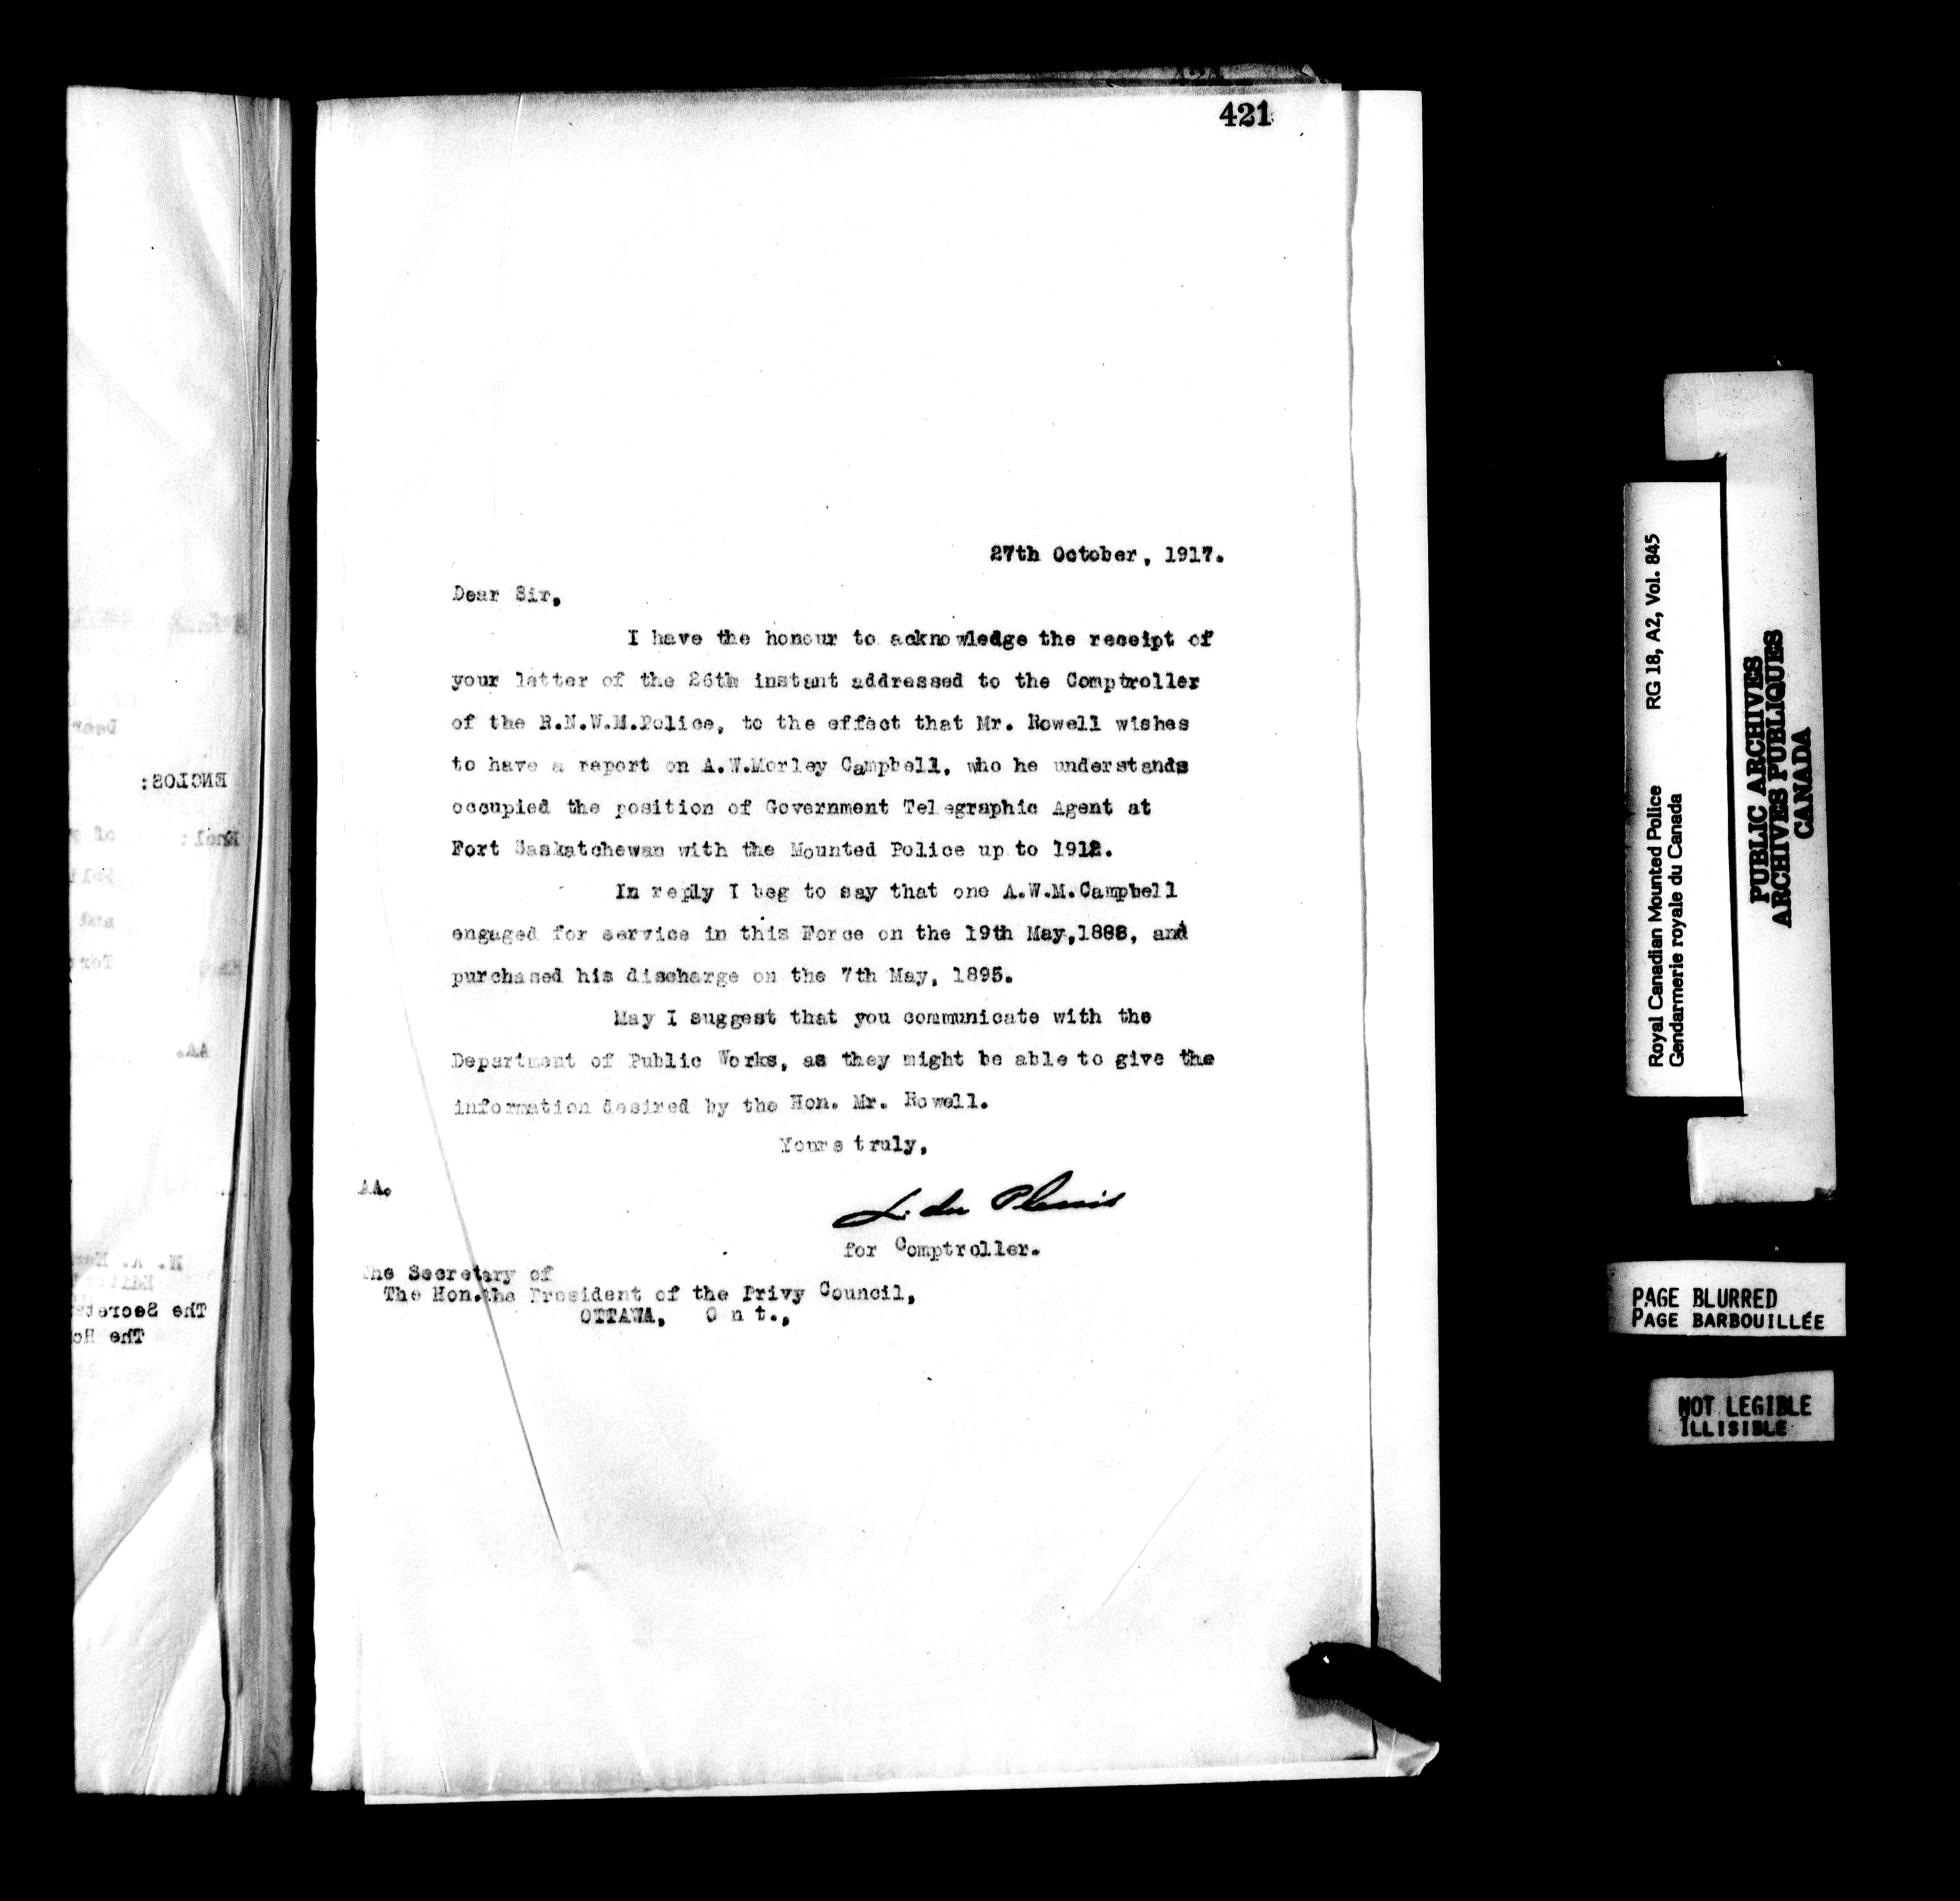 421
27th October, 1917.
Dear Sir,
I have the honour to acknowledge the receipt of
your letter of the 26th instant addressed to the Comptroller
of the R.N.W.M.Police, to the effect that Mr. Rowell wishes
to have a report on A.W.Morley Campbell, who he understands
occupied the position of Government Telegraphic Agent at
Fort Saskatchewan with the Mounted Police up to 1912.
In reply I beg to say that one A.W.M.Campbell
engaged for service in this Force on the 19th May,1888, and
purchased his discharge on the 7th May, 1895.
May I suggest that you communicate with the
Department of Public Works, as they might be able to give the
information desired by the Hon. Mr. Rowell.
Yours truly,
AA.
L. du Plessis
for Comptroller.
The Secretary of
The Hon.the President of the Privy Council,
OTTAWA, O n t.,
ENCLOS:
Encl:
AA.
The Secret
The Ho
Royal Canadian Mounted Police RG 18, A2, Vol. 845
Gendarmerie royale du Canada
PUBLIC ARCHIVES
ARCHIVES PUBLIQUES
CANADA
PAGE BLURRED
PAGE BARBOUILLÉE
NOT LEGIBLE
ILLISIBLE